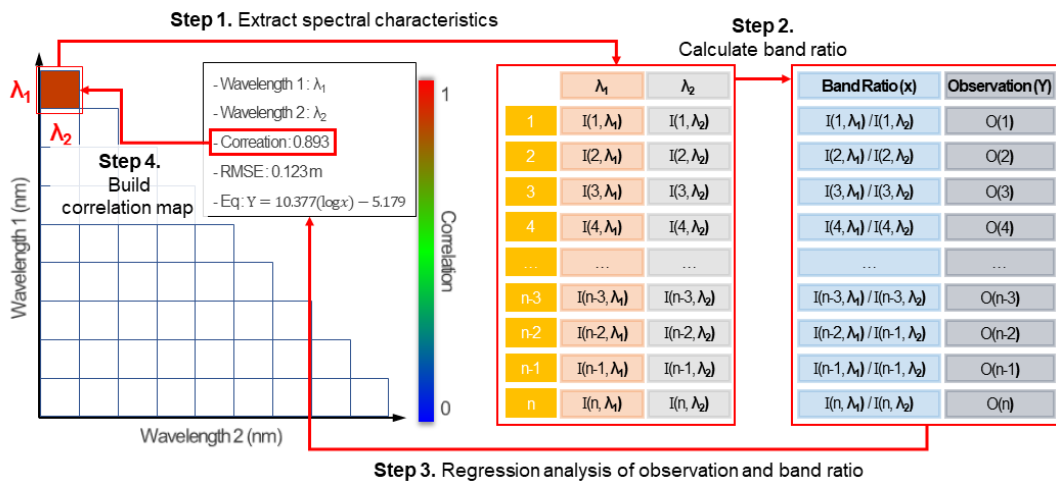 Step 1. Extract spectral characteristics
Step 2.
Calculate band ratio
λ1
λ2
- Wavelength 1: λ1
- Wavelength 2: λ2
- Correation: 0.893
- RMSE: 0.123 m
- Eq: Y = 10.377(logx) − 5.179
Step 4.
Build
correlation map
Wavelength 1 (nm)
Wavelength 2 (nm)
1
Correlation
0
λ1 λ2
1 I(1, λ1) I(1, λ2)
2 I(2, λ1) I(2, λ2)
3 I(3, λ1) I(3, λ2)
4 I(4, λ1) I(4, λ2)
... ... ...
n-3 I(n-3, λ1) I(n-3, λ2)
n-2 I(n-2, λ1) I(n-2, λ2)
n-1 I(n-1, λ1) I(n-1, λ2)
n I(n, λ1) I(n, λ2)
Band Ratio (x) Observation (Y)
I(1, λ1) / I(1, λ2) O(1)
I(2, λ1) / I(2, λ2) O(2)
I(3, λ1) / I(3, λ2) O(3)
I(4, λ1) / I(4, λ2) O(4)
... ...
I(n-3, λ1) / I(n-3, λ2) O(n-3)
I(n-2, λ1) / I(n-1, λ2) O(n-2)
I(n-1, λ1) / I(n-1, λ2) O(n-1)
I(n, λ1) / I(n, λ2) O(n)
Step 3. Regression analysis of observation and band ratio